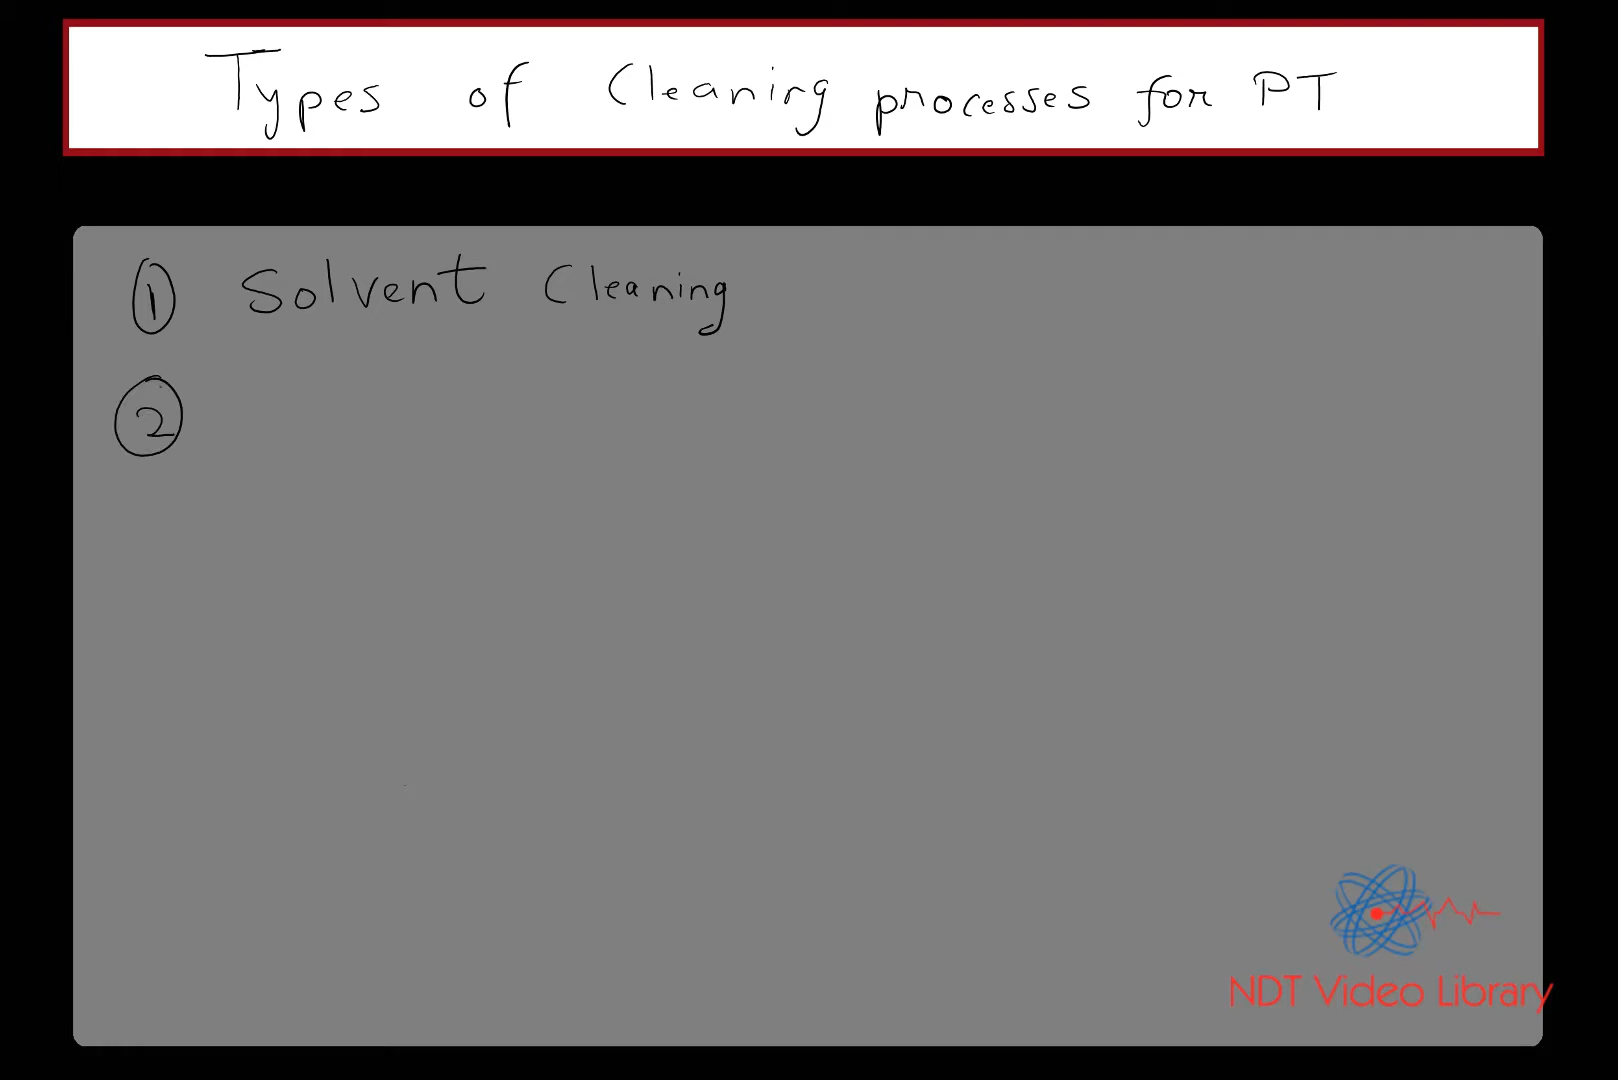 Types of Cleaning processes for PT
① Solvent Cleaning
②
NDT Video Library